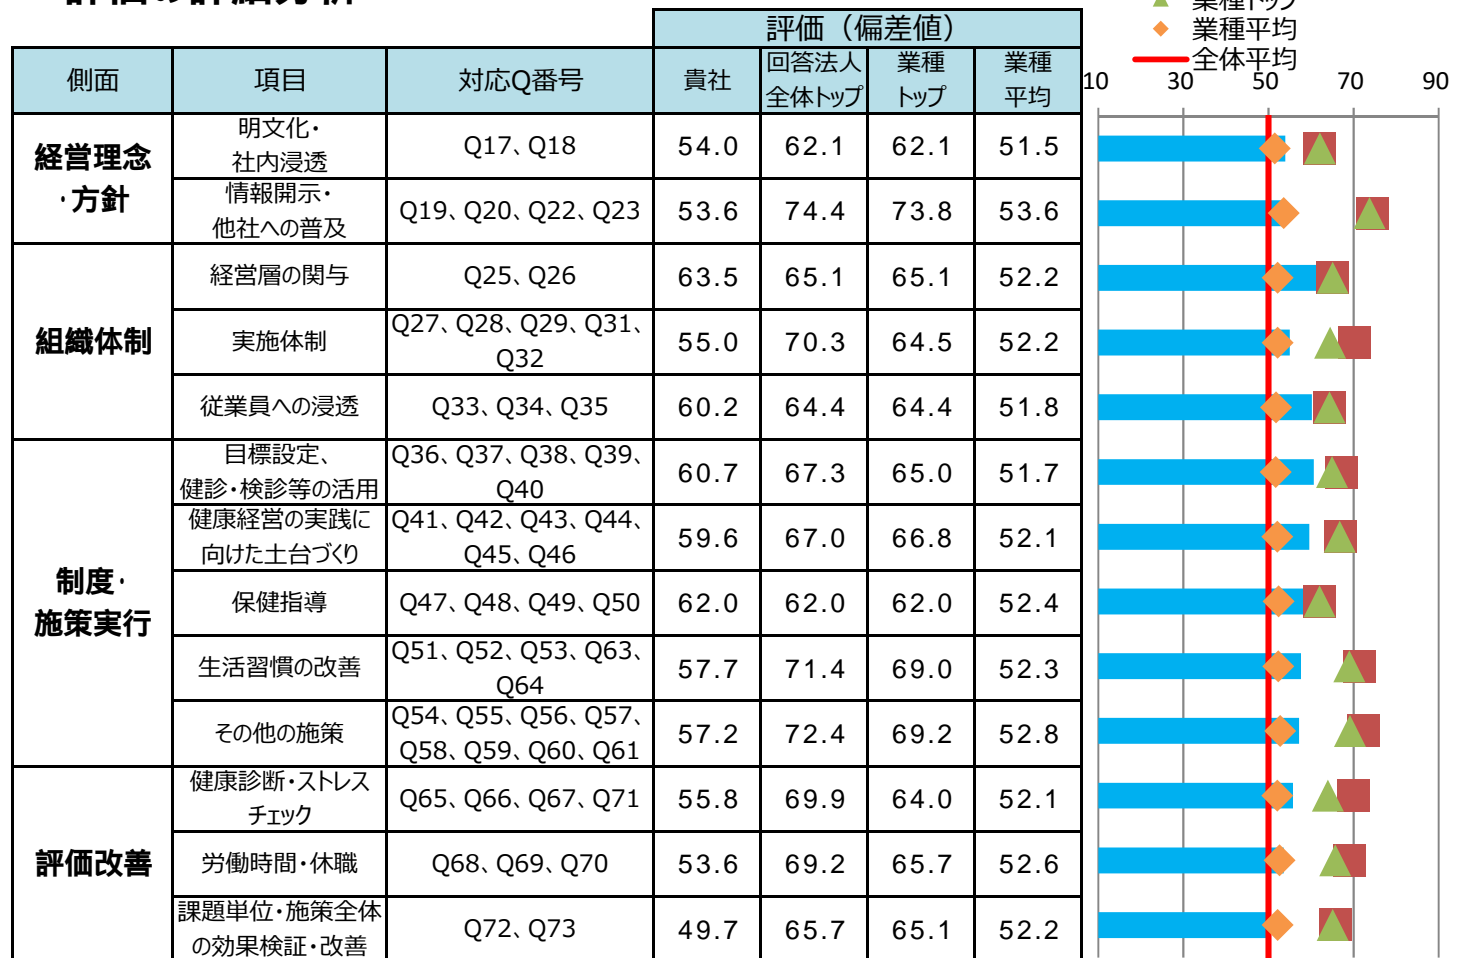 評価の詳細分析
業種トップ
業種平均
全体平均
評価（偏差値）
側面 項目 対応Q番号 貴社 回答法人全体トップ 業種トップ 業種平均
10 30 50 70 90
経営理念・方針
明文化・社内浸透 Q17、Q18 54.0 62.1 62.1 51.5
情報開示・他社への普及 Q19、Q20、Q22、Q23 53.6 74.4 73.8 53.6
組織体制
経営層の関与 Q25、Q26 63.5 65.1 65.1 52.2
実施体制 Q27、Q28、Q29、Q31、Q32 55.0 70.3 64.5 52.2
従業員への浸透 Q33、Q34、Q35 60.2 64.4 64.4 51.8
制度・施策実行
目標設定、健診・検診等の活用 Q36、Q37、Q38、Q39、Q40 60.7 67.3 65.0 51.7
健康経営の実践に向けた土台づくり Q41、Q42、Q43、Q44、Q45、Q46 59.6 67.0 66.8 52.1
保健指導 Q47、Q48、Q49、Q50 62.0 62.0 62.0 52.4
生活習慣の改善 Q51、Q52、Q53、Q63、Q64 57.7 71.4 69.0 52.3
その他の施策 Q54、Q55、Q56、Q57、Q58、Q59、Q60、Q61 57.2 72.4 69.2 52.8
評価改善
健康診断・ストレスチェック Q65、Q66、Q67、Q71 55.8 69.9 64.0 52.1
労働時間・休職 Q68、Q69、Q70 53.6 69.2 65.7 52.6
課題単位・施策全体の効果検証・改善 Q72、Q73 49.7 65.7 65.1 52.2